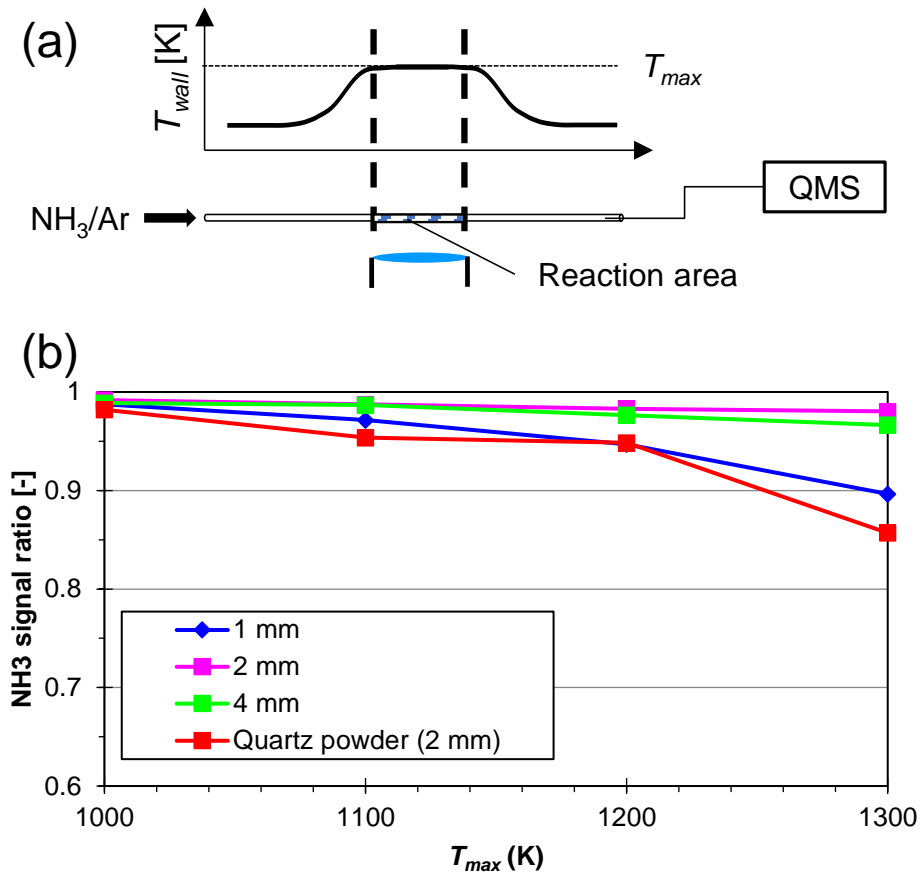 (a)
T_wall [K]
T_max
QMS
NH₃/Ar
Reaction area
(b)
NH3 signal ratio [-]
1
0.9
0.8
0.7
0.6
1 mm
2 mm
4 mm
Quartz powder (2 mm)
1000 1100 1200 1300
T_max (K)